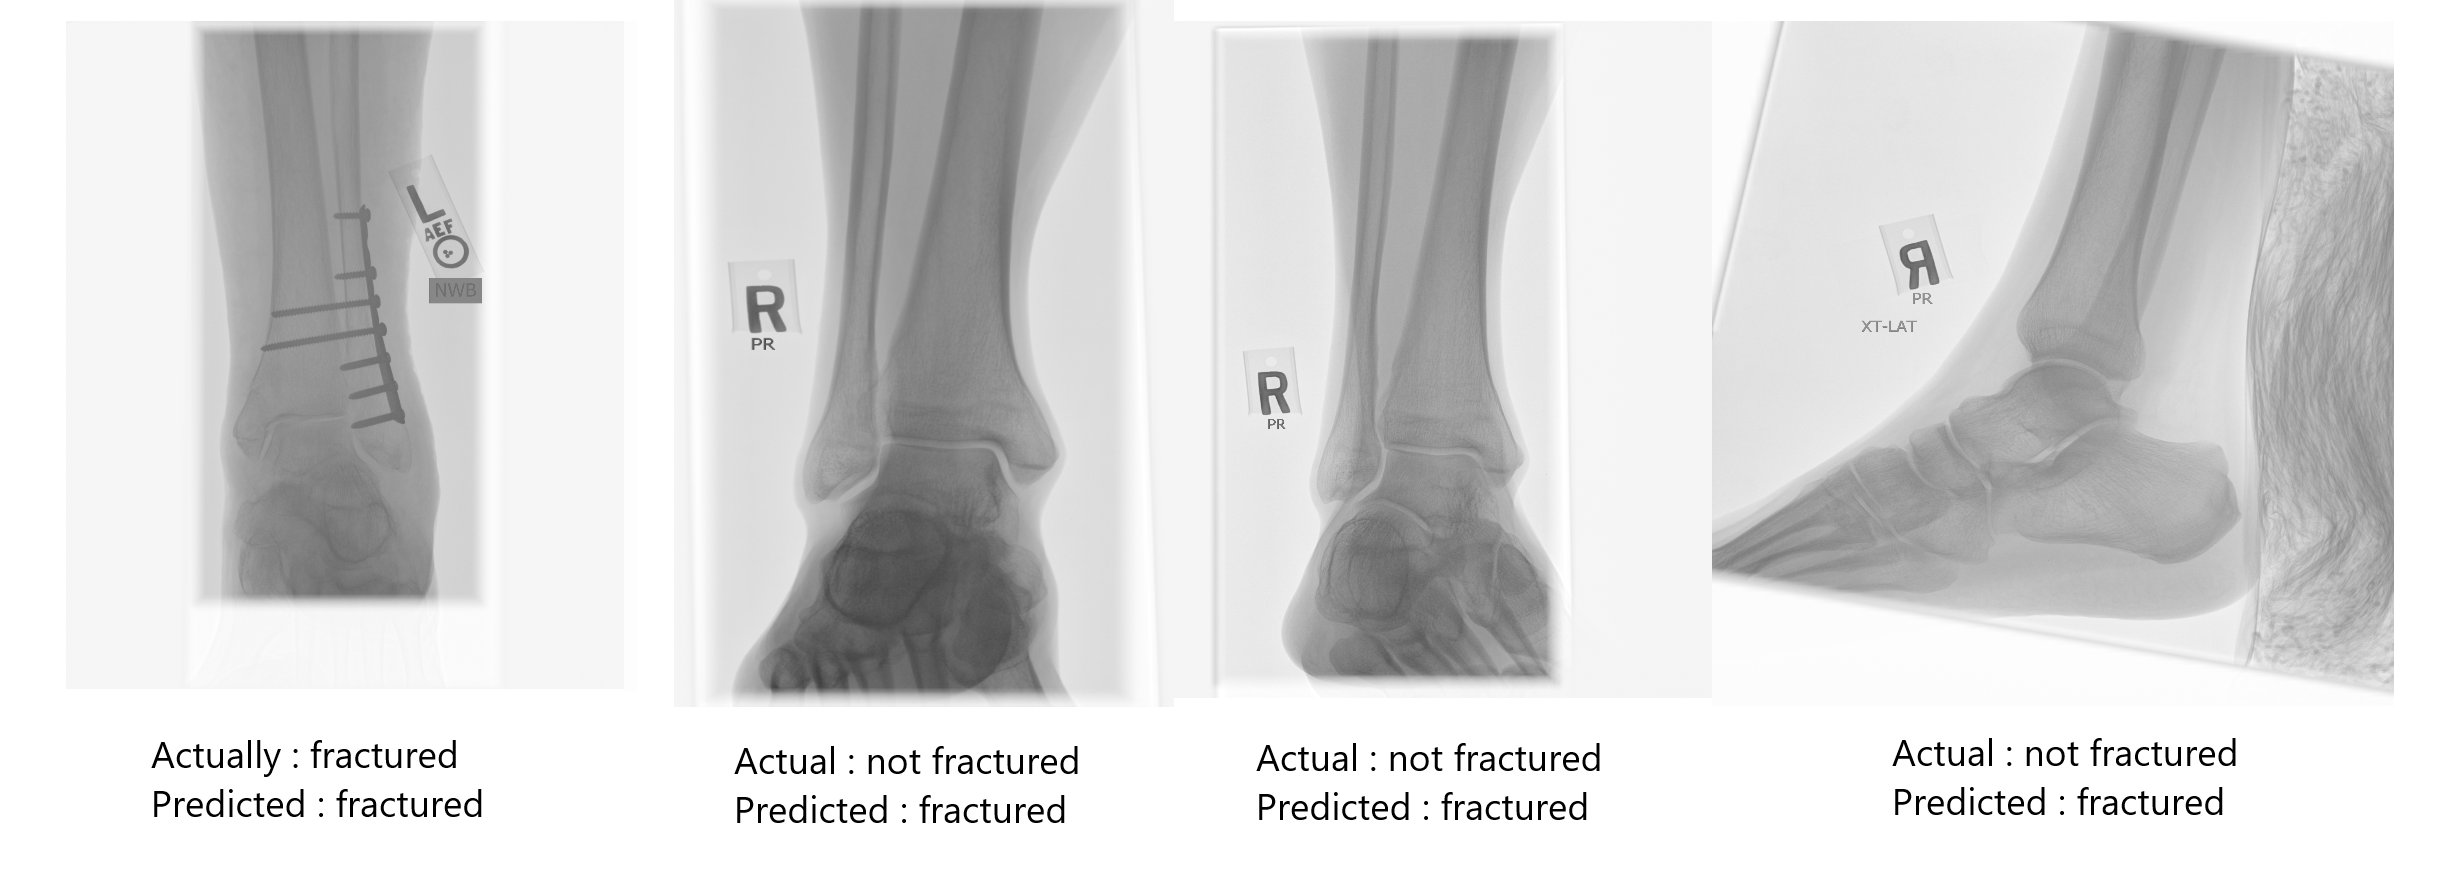 L
AEF
NWB
R
PR
R
PR
R
PR
XT-LAT
Actually : fractured
Predicted : fractured
Actual : not fractured
Predicted : fractured
Actual : not fractured
Predicted : fractured
Actual : not fractured
Predicted : fractured